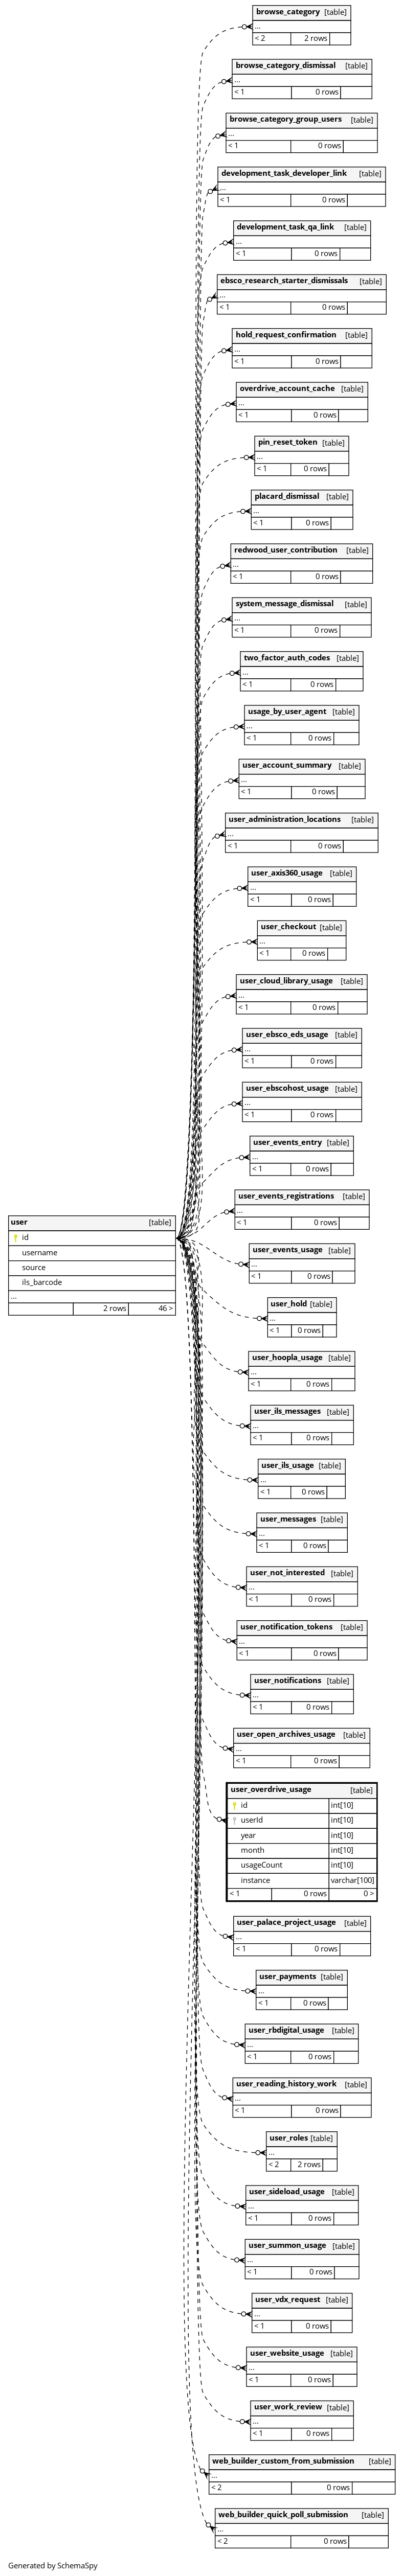 browse_category [table]
...
< 2 2 rows
browse_category_dismissal [table]
...
< 1 0 rows
browse_category_group_users [table]
...
< 1 0 rows
development_task_developer_link [table]
...
< 1 0 rows
development_task_qa_link [table]
...
< 1 0 rows
ebsco_research_starter_dismissals [table]
...
< 1 0 rows
hold_request_confirmation [table]
...
< 1 0 rows
overdrive_account_cache [table]
...
< 1 0 rows
pin_reset_token [table]
...
< 1 0 rows
placard_dismissal [table]
...
< 1 0 rows
redwood_user_contribution [table]
...
< 1 0 rows
system_message_dismissal [table]
...
< 1 0 rows
two_factor_auth_codes [table]
...
< 1 0 rows
usage_by_user_agent [table]
...
< 1 0 rows
user_account_summary [table]
...
< 1 0 rows
user_administration_locations [table]
...
< 1 0 rows
user_axis360_usage [table]
...
< 1 0 rows
user_checkout [table]
...
< 1 0 rows
user_cloud_library_usage [table]
...
< 1 0 rows
user_ebsco_eds_usage [table]
...
< 1 0 rows
user_ebscohost_usage [table]
...
< 1 0 rows
user_events_entry [table]
...
< 1 0 rows
user_events_registrations [table]
...
< 1 0 rows
user [table]
id
username
source
ils_barcode
...
2 rows 46 >
user_events_usage [table]
...
< 1 0 rows
user_hold [table]
...
< 1 0 rows
user_hoopla_usage [table]
...
< 1 0 rows
user_ils_messages [table]
...
< 1 0 rows
user_ils_usage [table]
...
< 1 0 rows
user_messages [table]
...
< 1 0 rows
user_not_interested [table]
...
< 1 0 rows
user_notification_tokens [table]
...
< 1 0 rows
user_notifications [table]
...
< 1 0 rows
user_open_archives_usage [table]
...
< 1 0 rows
user_overdrive_usage [table]
id int[10]
userId int[10]
year int[10]
month int[10]
usageCount int[10]
instance varchar[100]
< 1 0 rows 0 >
user_palace_project_usage [table]
...
< 1 0 rows
user_payments [table]
...
< 1 0 rows
user_rbdigital_usage [table]
...
< 1 0 rows
user_reading_history_work [table]
...
< 1 0 rows
user_roles [table]
...
< 2 2 rows
user_sideload_usage [table]
...
< 1 0 rows
user_summon_usage [table]
...
< 1 0 rows
user_vdx_request [table]
...
< 1 0 rows
user_website_usage [table]
...
< 1 0 rows
user_work_review [table]
...
< 1 0 rows
web_builder_custom_from_submission [table]
...
< 2 0 rows
web_builder_quick_poll_submission [table]
...
< 2 0 rows
Generated by SchemaSpy